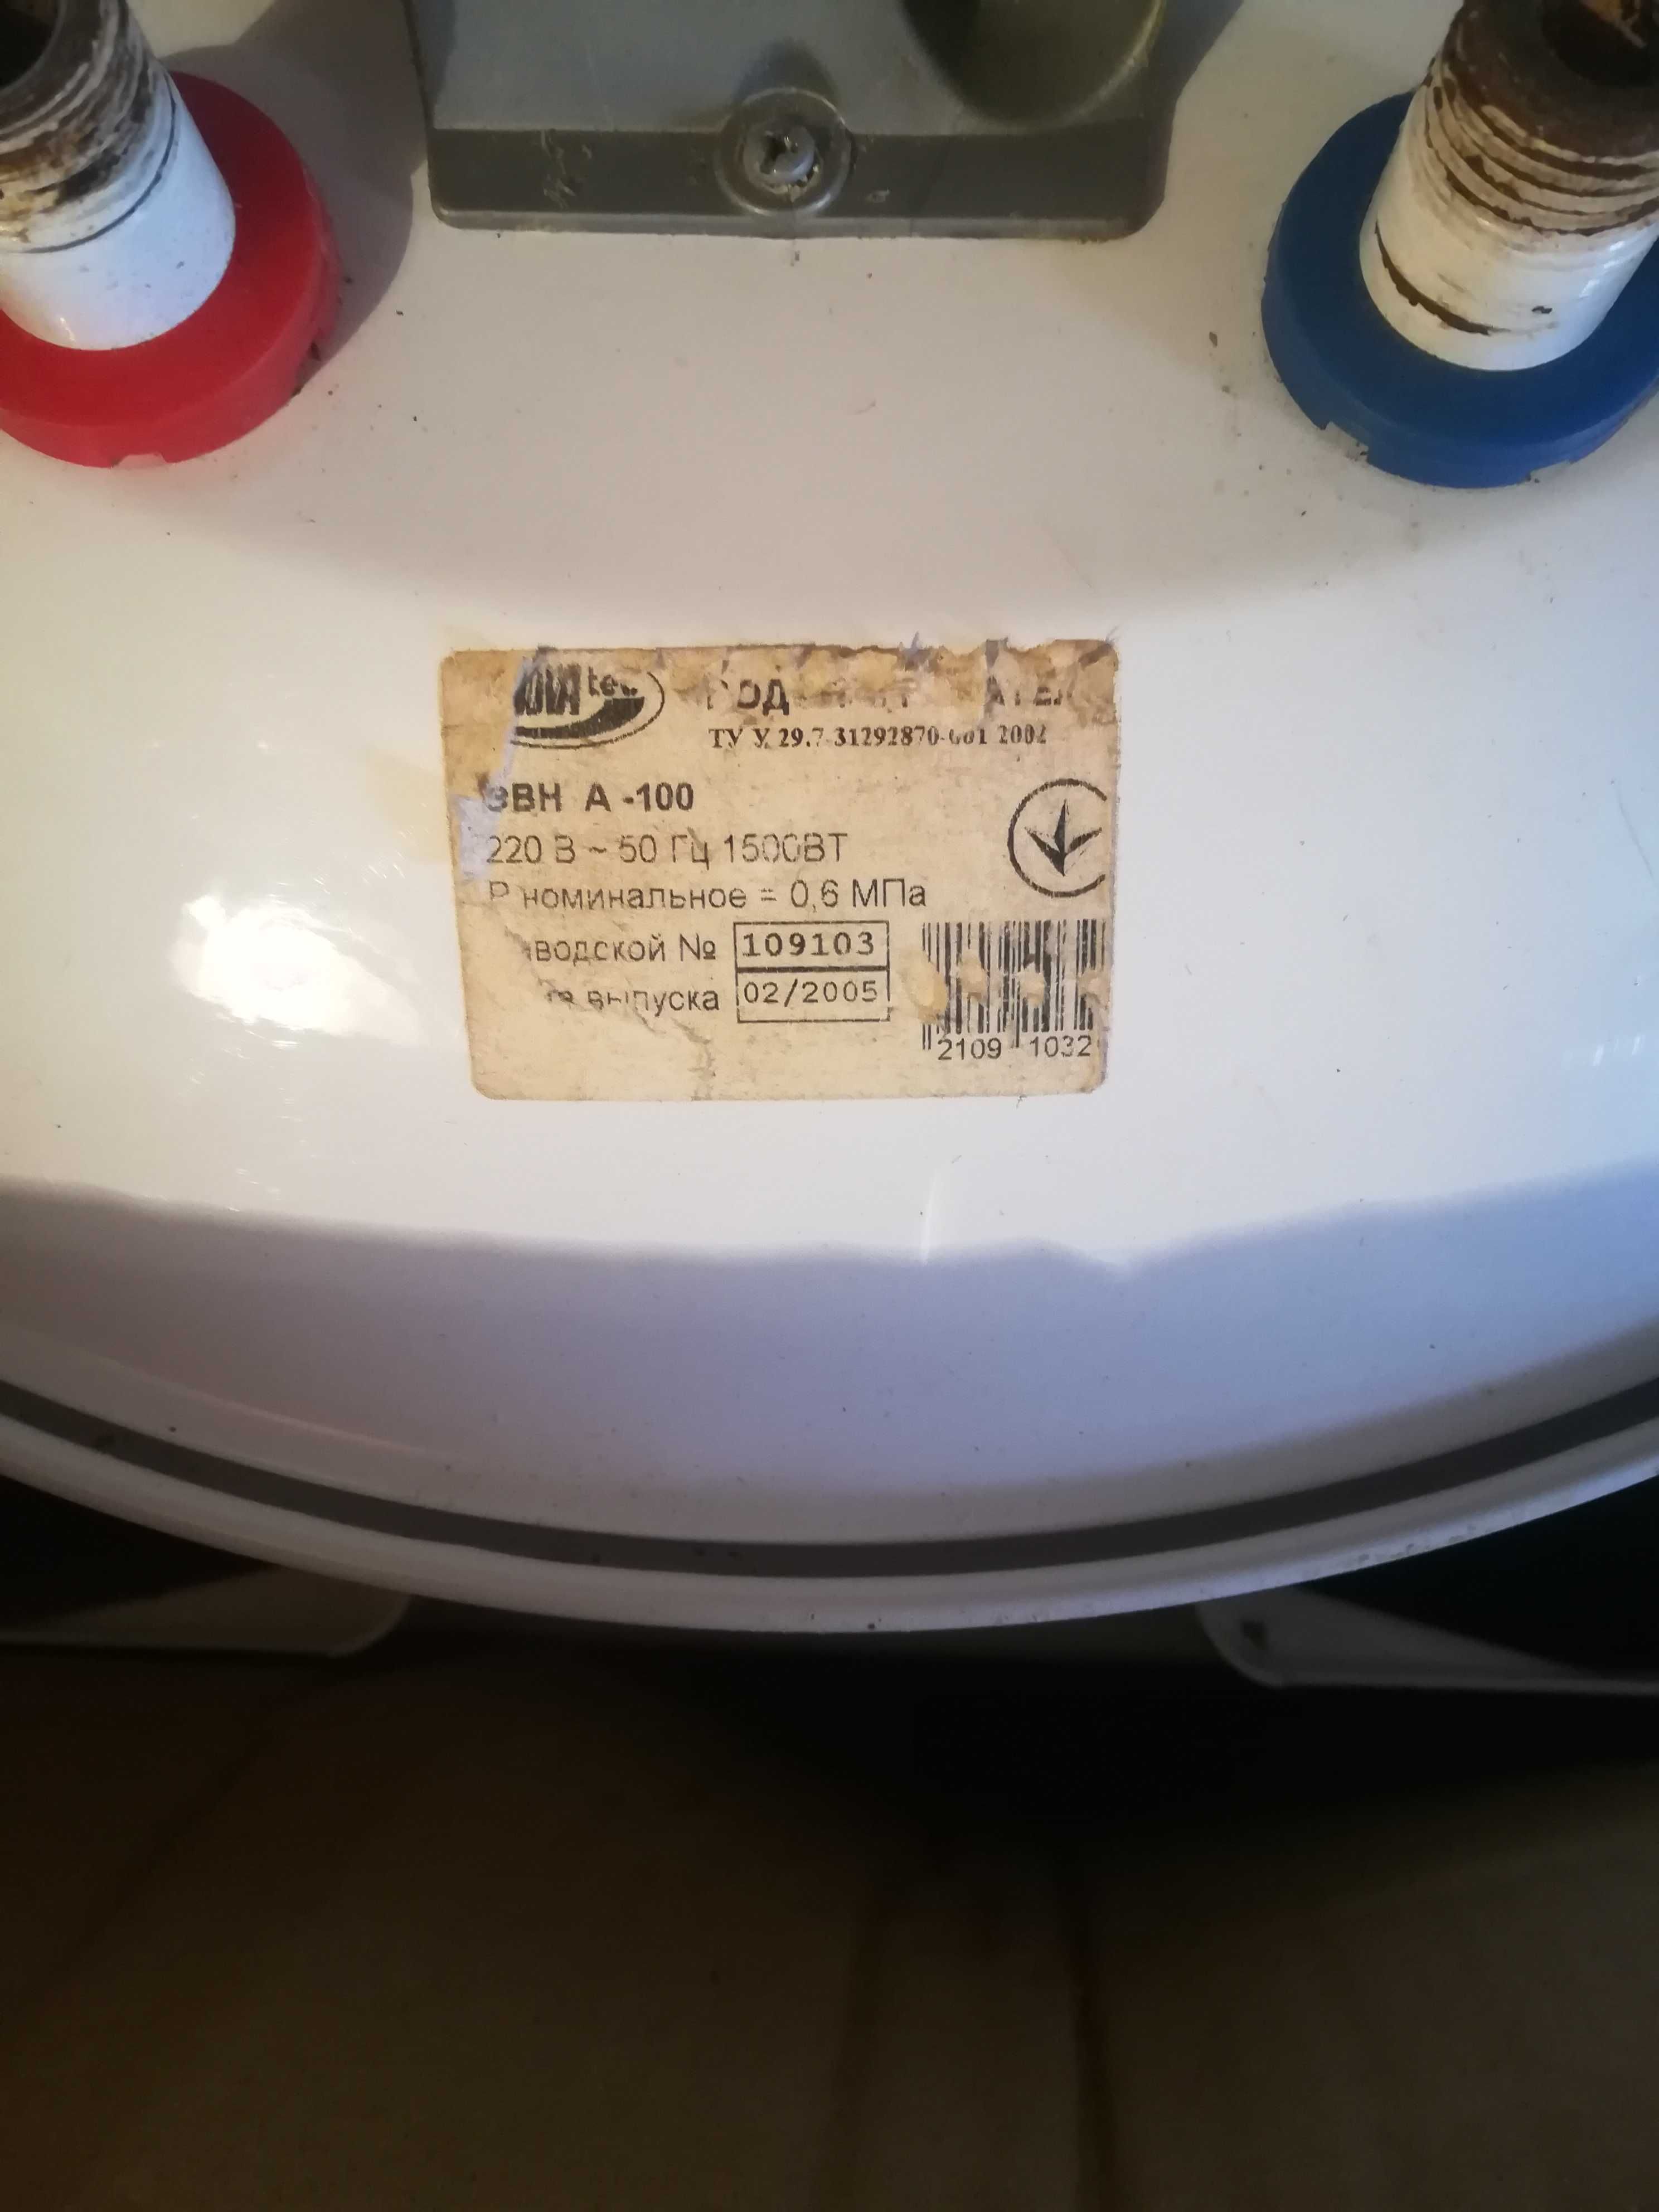 ТУ У 29.7-31292870-001 2002
ЭВН А -100
220 В ~ 50 Гц 1500ВТ
Р номинальное = 0,6 МПа
аводской № 109103
выпуска 02/2005
2109 1032